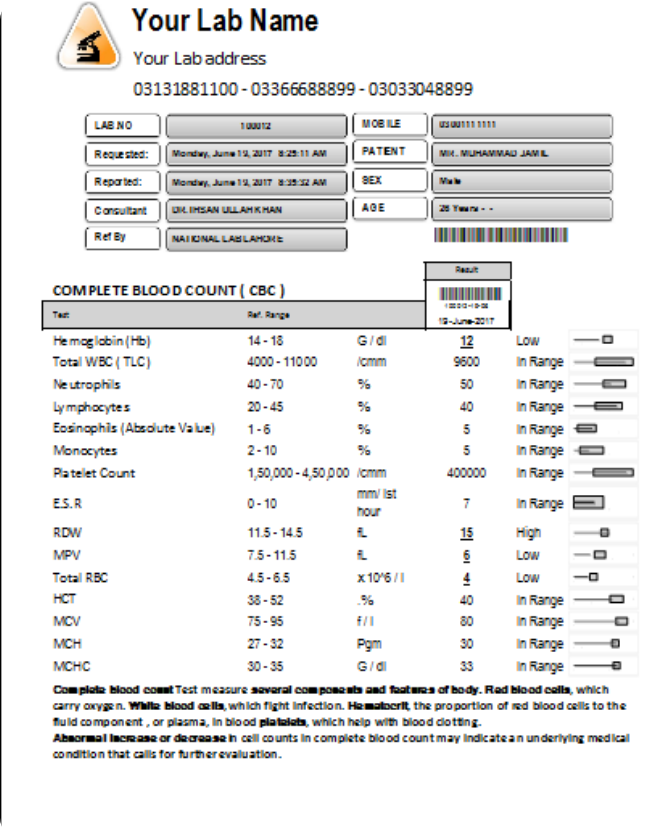 Your Lab Name
Your Lab address
03131881100 - 03366688899 - 03033048899
LAB NO 100012 MOBILE 03001111111
Requested: Monday, June 19, 2017 8:25:11 AM PATENT MR. MUHAMMAD JAMIL
Reported: Monday, June 19, 2017 8:35:32 AM SEX Male
Consultant DR. IHSAN ULLAH KHAN AGE 26 Years - -
Ref By NATIONAL LAB LAHORE
Result
COMPLETE BLOOD COUNT ( CBC )
Test Ref. Range 19-June-2017
Hemoglobin (Hb) 14 - 18 G / dl 12 Low
Total WBC ( TLC ) 4000 - 11000 /cmm 9600 In Range
Neutrophils 40 - 70 % 50 In Range
Lymphocytes 20 - 45 % 40 In Range
Eosinophils (Absolute Value) 1 - 6 % 5 In Range
Monocytes 2 - 10 % 5 In Range
Platelet Count 1,50,000 - 4,50,000 /cmm 400000 In Range
E.S.R 0 - 10 mm/ Ist hour 7 In Range
RDW 11.5 - 14.5 fL 15 High
MPV 7.5 - 11.5 fL 6 Low
Total RBC 4.5 - 6.5 x 10^6 / l 4 Low
HCT 38 - 52 .% 40 In Range
MCV 75 - 95 f / l 80 In Range
MCH 27 - 32 Pgm 30 In Range
MCHC 30 - 35 G / dl 33 In Range
Complete blood count Test measure several components and features of body. Red blood cells, which
carry oxygen. White blood cells, which fight infection. Hematocrit, the proportion of red blood cells to the
fluid component , or plasma, in blood platelets, which help with blood clotting.
Abnormal increase or decrease in cell counts in complete blood count may indicate an underlying medical
condition that calls for further evaluation.